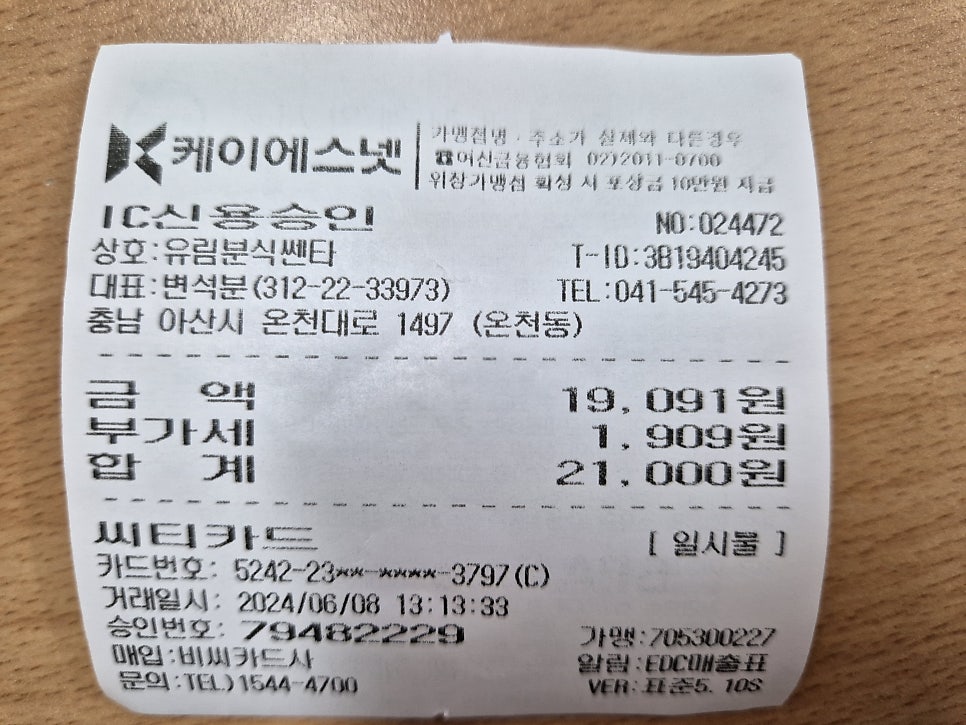 케이에스넷
가맹점명·주소가 실제와 다른경우
☎여신금융협회 02)2011-0700
위장가맹점 확정 시 포상금 10만원 지급
IC신용승인 NO:024472
상호:유림분식쎈타 T-ID:3B19404245
대표:변석분(312-22-33973) TEL:041-545-4273
충남 아산시 온천대로 1497 (온천동)
금 액 19,091원
부가세 1,909원
합 계 21,000원
씨티카드 [ 일시불 ]
카드번호: 5242-23**-****-3797(C)
거래일시: 2024/06/08 13:13:33
승인번호: 79482229 가맹:705300227
매입:비씨카드사 알림:EDC매출표
문의:TEL)1544-4700 VER:표준5.10S